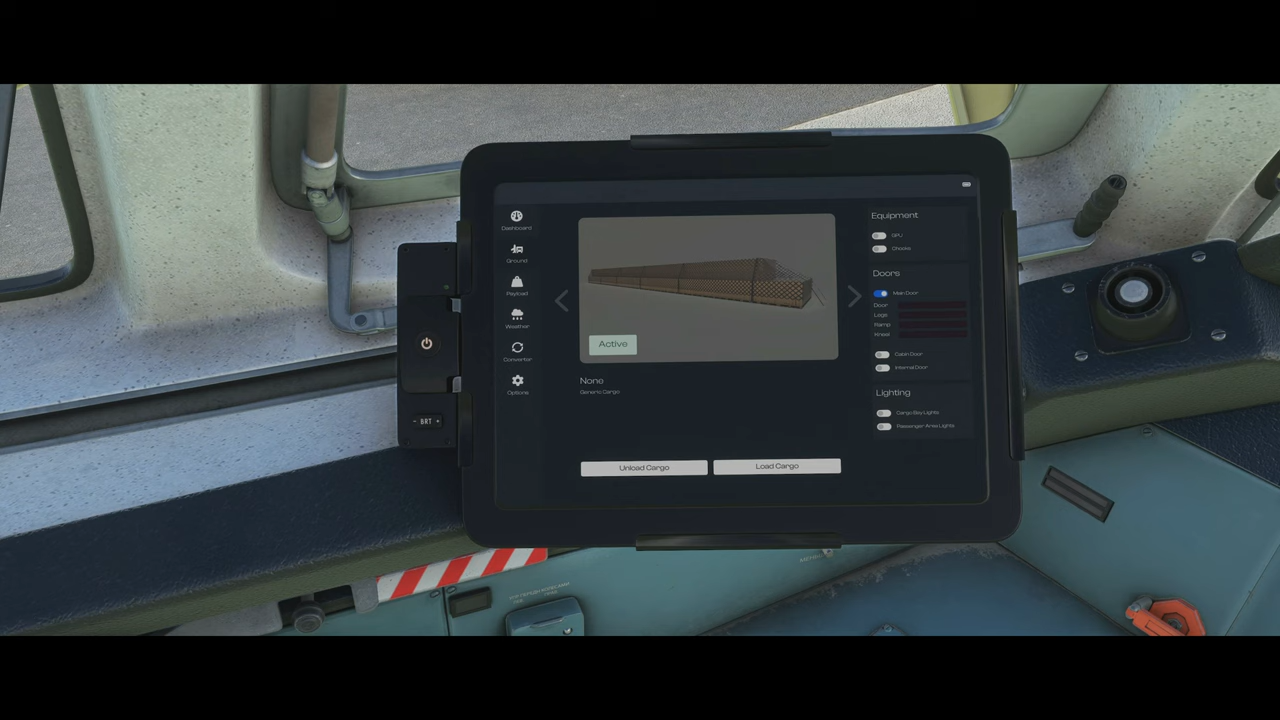 Dashboard
Ground
Payload
Weather
Converter
Options
BRT
Active
None
Generic Cargo
Unload Cargo
Load Cargo
Equipment
GPU
Chocks
Doors
Main Door
Door
Legs
Ramp
Kneel
Cabin Door
Internal Door
Lighting
Cargo Bay Lights
Passenger Area Lights